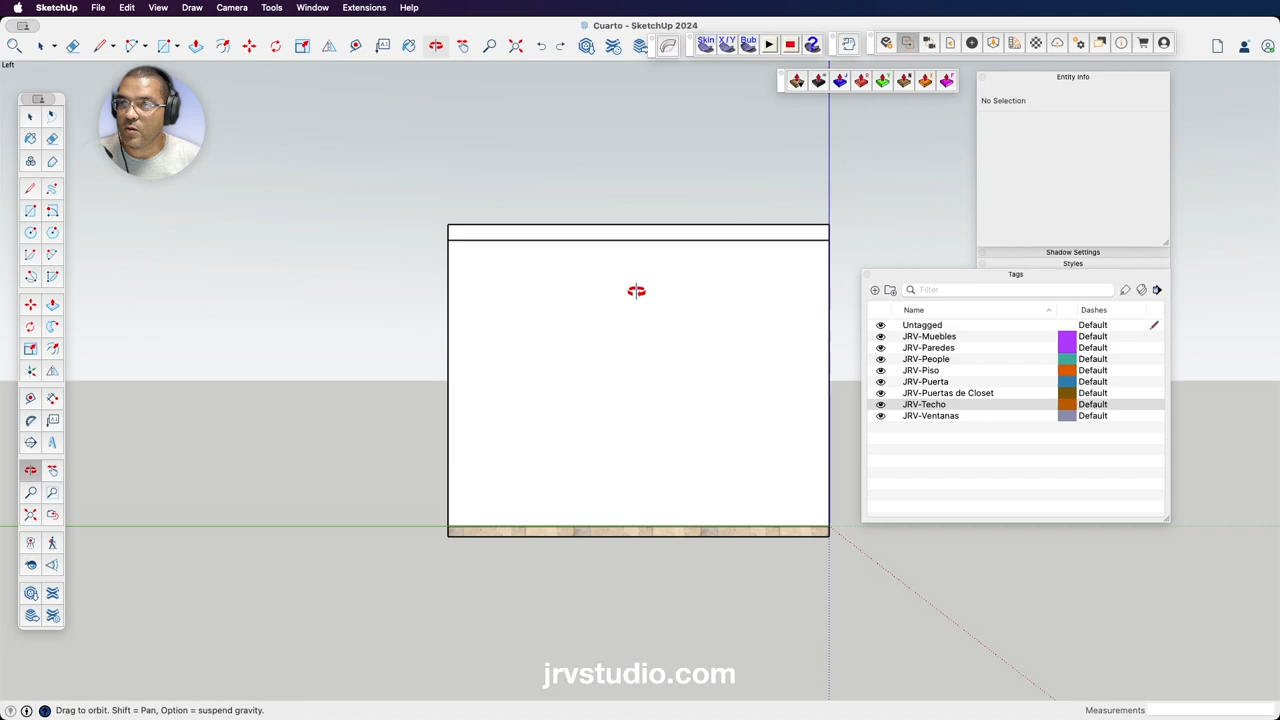 SketchUp File Edit View Draw Camera Tools Window Extensions Help
Cuarto - SketchUp 2024
Skin X/Y Bub
Left
Entity Info
No Selection
Shadow Settings
Styles
Tags
Filter
Name Dashes
Untagged Default
JRV-Muebles Default
JRV-Paredes Default
JRV-People Default
JRV-Piso Default
JRV-Puerta Default
JRV-Puertas de Closet Default
JRV-Techo Default
JRV-Ventanas Default
jrvstudio.com
Drag to orbit. Shift = Pan, Option = suspend gravity.
Measurements